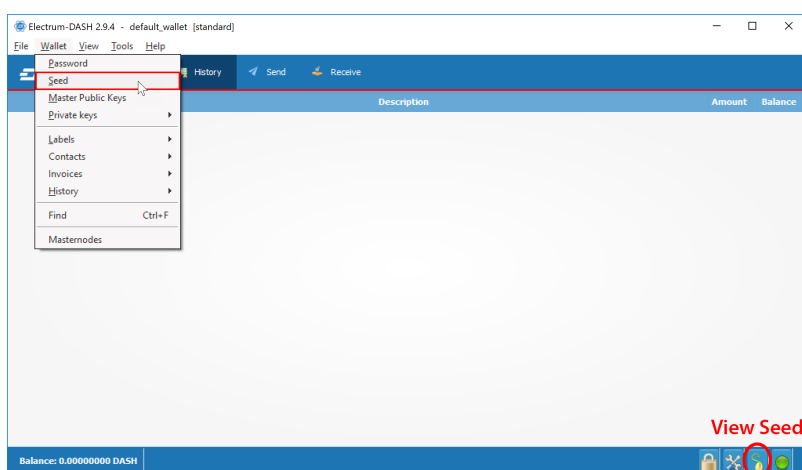 Electrum-DASH 2.9.4 - default_wallet [standard]
File Wallet View Tools Help
Password
Seed
Master Public Keys
Private keys
Labels
Contacts
Invoices
History
Find Ctrl+F
Masternodes
History Send Receive
Description Amount Balance
View Seed
Balance: 0.00000000 DASH